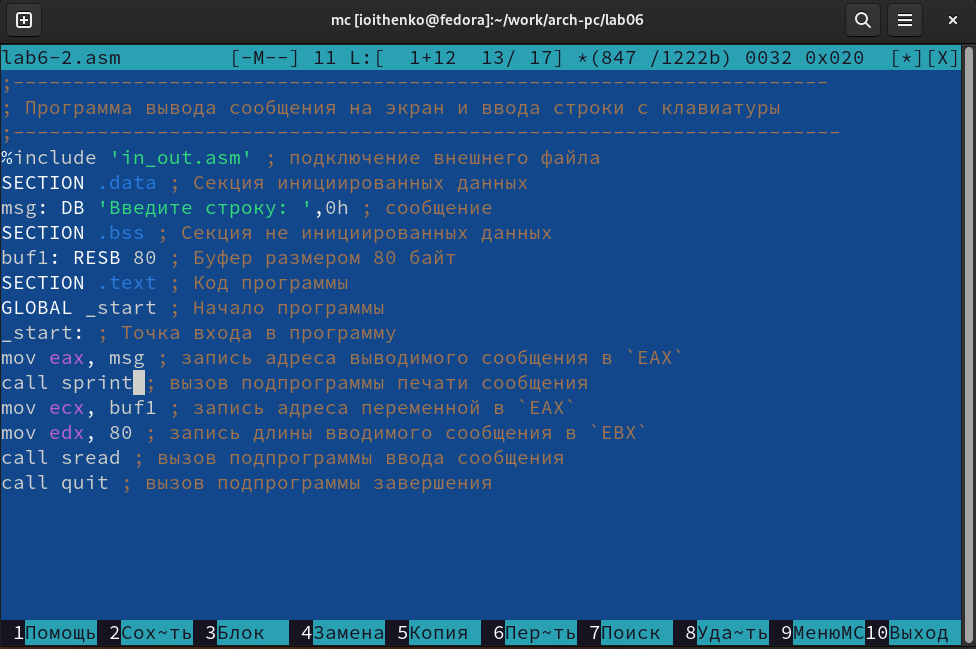 mc [ioithenko@fedora]:~/work/arch-pc/lab06
lab6-2.asm [-M--] 11 L:[ 1+12 13/ 17] *(847 /1222b) 0032 0x020 [*][X]
;--------------------------------------------------------------------
; Программа вывода сообщения на экран и ввода строки с клавиатуры
;---------------------------------------------------------------------
%include 'in_out.asm' ; подключение внешнего файла
SECTION .data ; Секция инициированных данных
msg: DB 'Введите строку: ',0h ; сообщение
SECTION .bss ; Секция не инициированных данных
buf1: RESB 80 ; Буфер размером 80 байт
SECTION .text ; Код программы
GLOBAL _start ; Начало программы
_start: ; Точка входа в программу
mov eax, msg ; запись адреса выводимого сообщения в `EAX`
call sprint ; вызов подпрограммы печати сообщения
mov ecx, buf1 ; запись адреса переменной в `EAX`
mov edx, 80 ; запись длины вводимого сообщения в `EBX`
call sread ; вызов подпрограммы ввода сообщения
call quit ; вызов подпрограммы завершения
1Помощь 2Сох~ть 3Блок 4Замена 5Копия 6Пер~ть 7Поиск 8Уда~ть 9МенюМС 10Выход